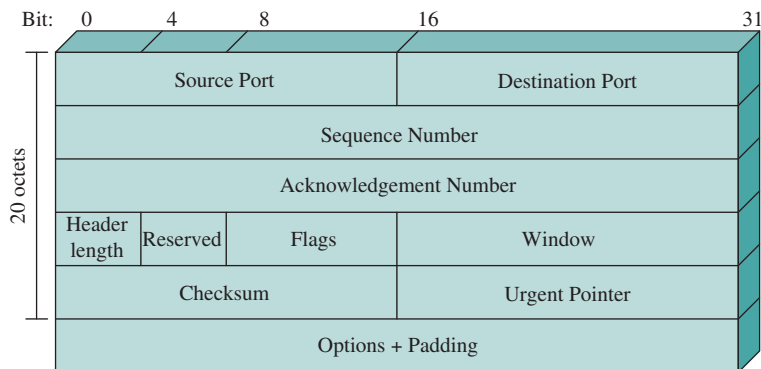 Bit: 0 4 8 16 31
Source Port Destination Port
Sequence Number
Acknowledgement Number
Header
length
Reserved Flags Window
Checksum Urgent Pointer
Options + Padding
20 octets